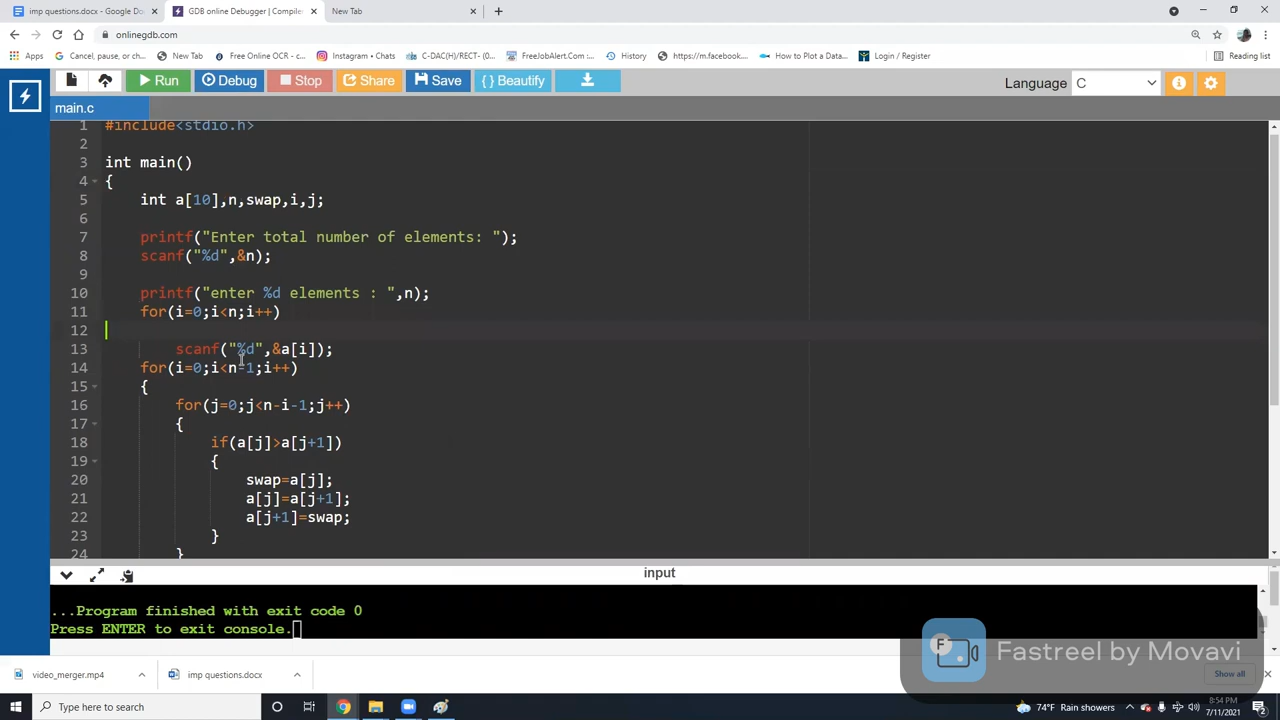 imp questions.docx - Google Do
GDB online Debugger | Compiler
New Tab
onlinegdb.com
Apps
Cancel, pause, or ch...
New Tab
Free Online OCR - c...
Instagram • Chats
C-DAC(H)/RECT- (0...
FreeJobAlert.Com :...
History
https://m.facebook...
How to Plot a Data...
Login / Register
Reading list
Run
Debug
Stop
Share
Save
{ } Beautify
Language C
main.c
1 #include<stdio.h>
2
3 int main()
4 {
5 int a[10],n,swap,i,j;
6
7 printf("Enter total number of elements: ");
8 scanf("%d",&n);
9
10 printf("enter %d elements : ",n);
11 for(i=0;i<n;i++)
12
13 scanf("%d",&a[i]);
14 for(i=0;i<n-1;i++)
15 {
16 for(j=0;j<n-i-1;j++)
17 {
18 if(a[j]>a[j+1])
19 {
20 swap=a[j];
21 a[j]=a[j+1];
22 a[j+1]=swap;
23 }
24 }
input
...Program finished with exit code 0
Press ENTER to exit console.
F
Fastreel by Movavi
video_merger.mp4
imp questions.docx
Show all
Type here to search
74°F Rain showers
8:54 PM
7/11/2021
2